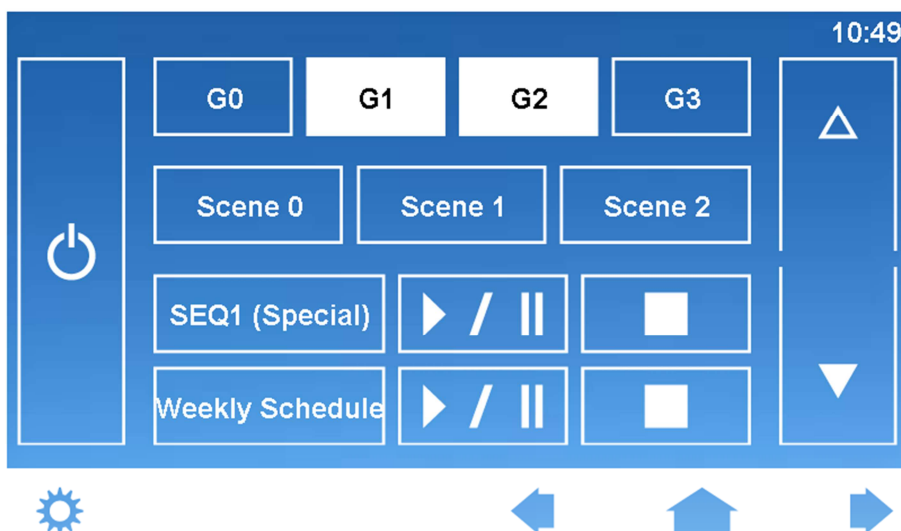 10:49
G0 G1 G2 G3
Scene 0 Scene 1 Scene 2
SEQ1 (Special)
Weekly Schedule